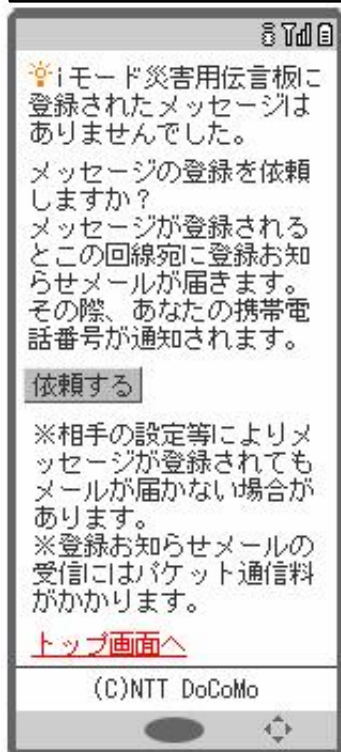 iモード災害用伝言板に
登録されたメッセージは
ありませんでした。
メッセージの登録を依頼
しますか？
メッセージが登録される
とこの回線宛に登録お知
らせメールが届きます。
その際、あなたの携帯電
話番号が通知されます。
依頼する
※相手の設定等によりメ
ッセージが登録されても
メールが届かない場合が
あります。
※登録お知らせメールの
受信にはパケット通信料
がかかります。
トップ画面へ
(C)NTT DoCoMo